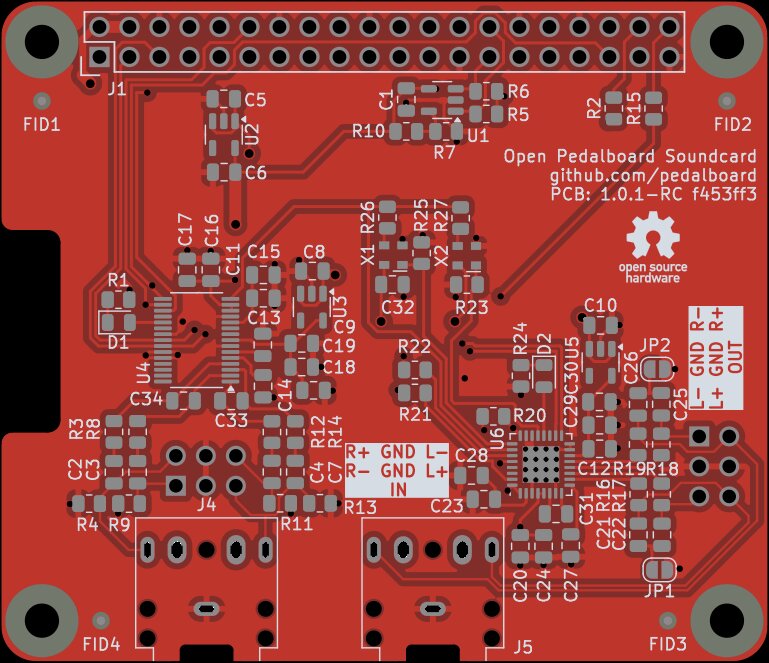 J1
C5
U2
C6
C1
R6
R5
R10
R7
U1
R2
R15
FID1
FID2
Open Pedalboard Soundcard
github.com/pedalboard
PCB: 1.0.1-RC f453ff3
open source
hardware
C17
C16
C11
C15
C13
C8
U3
C9
C19
C18
C14
R26
R25
R27
X1
X2
C32
R23
R1
D1
U4
C34
C33
R22
R21
R24
D2
R20
U6
C10
U5
C30
C29
C12
C26
C25
JP2
L- GND R-
L+ GND R+
OUT
R3
R8
C2
C3
R4
R9
J4
R12
R14
C4
C7
R11
R13
R+ GND L-
R- GND L+
IN
C28
C23
R19
R18
R16
R17
C21
C22
C31
C20
C24
C27
JP1
J5
FID4
FID3